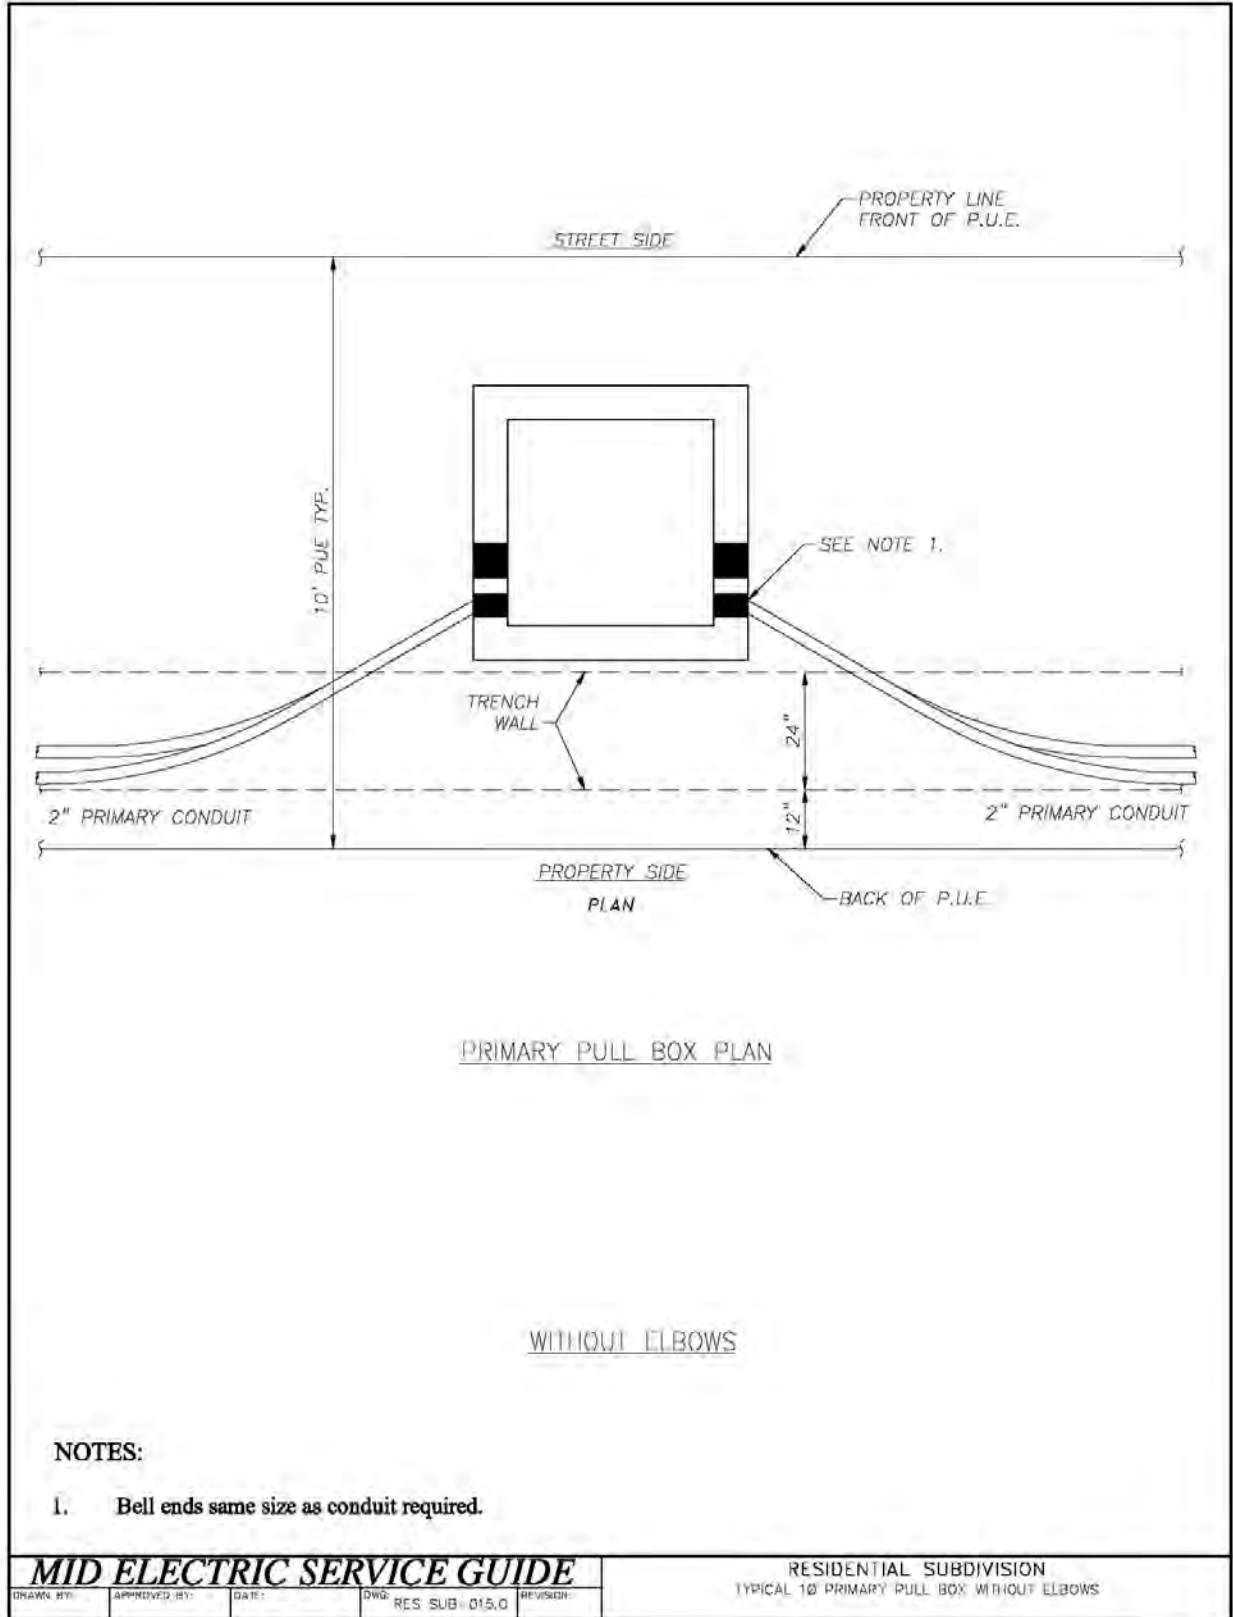 PROPERTY LINE
FRONT OF P.U.E.
STREET SIDE
10' PUE TYP.
SEE NOTE 1.
TRENCH
WALL
24"
12"
2" PRIMARY CONDUIT
2" PRIMARY CONDUIT
PROPERTY SIDE
PLAN
BACK OF P.U.E.
PRIMARY PULL BOX PLAN
WITHOUT ELBOWS
NOTES:
1. Bell ends same size as conduit required.
MID ELECTRIC SERVICE GUIDE
DRAWN BY: APPROVED BY: DATE: DWG: RES SUB-015.0 REVISION:
RESIDENTIAL SUBDIVISION
TYPICAL 1Ø PRIMARY PULL BOX WITHOUT ELBOWS